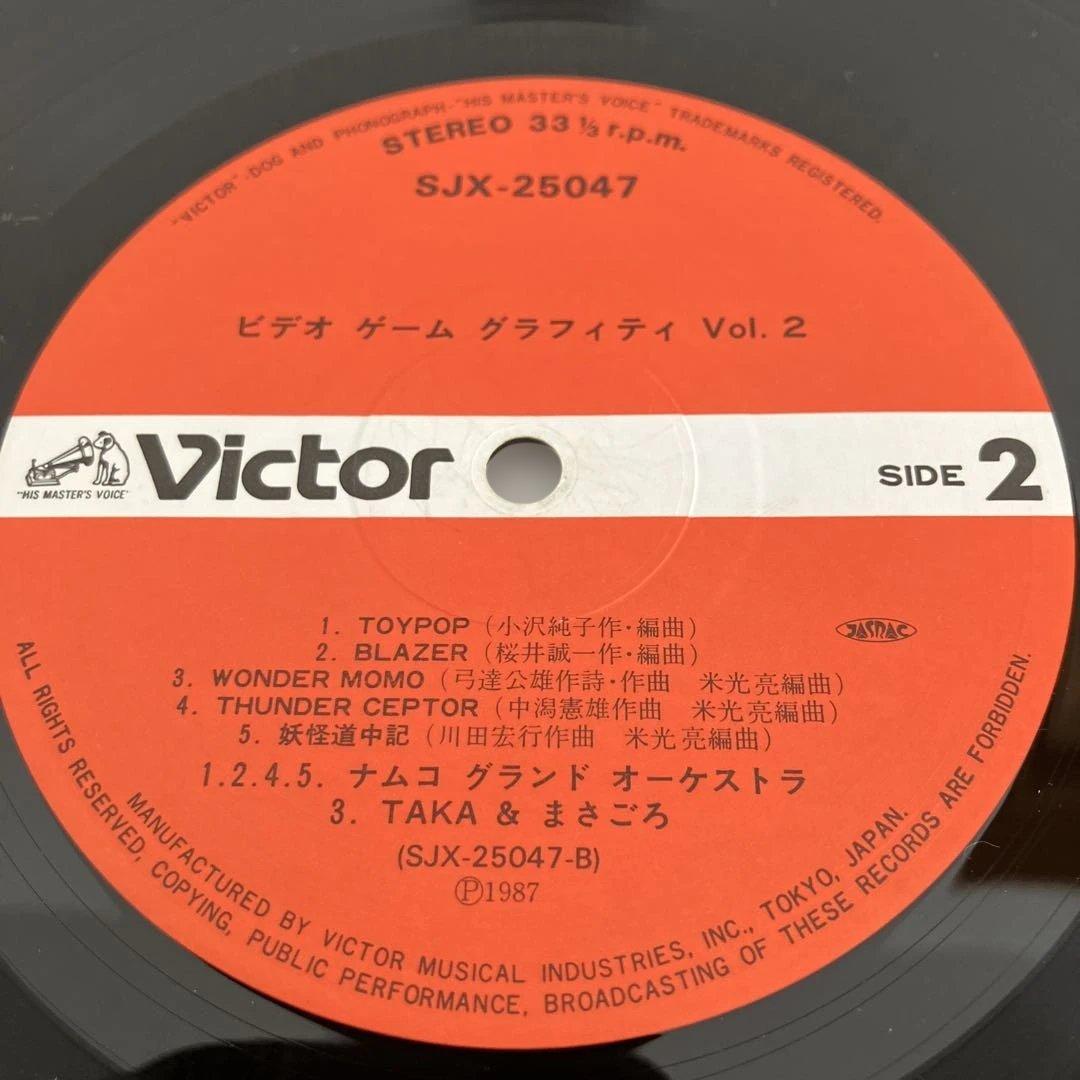 "VICTOR"-DOG AND PHONOGRAPH-"HIS MASTER'S VOICE" TRADEMARKS REGISTERED.
STEREO 33 ⅓ r.p.m.
SJX-25047
ビデオ ゲーム グラフィティ Vol. 2
"HIS MASTER'S VOICE"
Victor
SIDE 2
1. TOYPOP (小沢純子作・編曲)
JASRAC
2. BLAZER (桜井誠一作・編曲)
3. WONDER MOMO (弓達公雄作詩・作曲 米光亮編曲)
4. THUNDER CEPTOR (中潟憲雄作曲 米光亮編曲)
5. 妖怪道中記 (川田宏行作曲 米光亮編曲)
1.2.4.5. ナムコ グランド オーケストラ
3. TAKA & まさごろ
(SJX-25047-B)
Ⓟ1987
MANUFACTURED BY VICTOR MUSICAL INDUSTRIES, INC., TOKYO, JAPAN.
ALL RIGHTS RESERVED, COPYING, PUBLIC PERFORMANCE, BROADCASTING OF THESE RECORDS ARE FORBIDDEN.